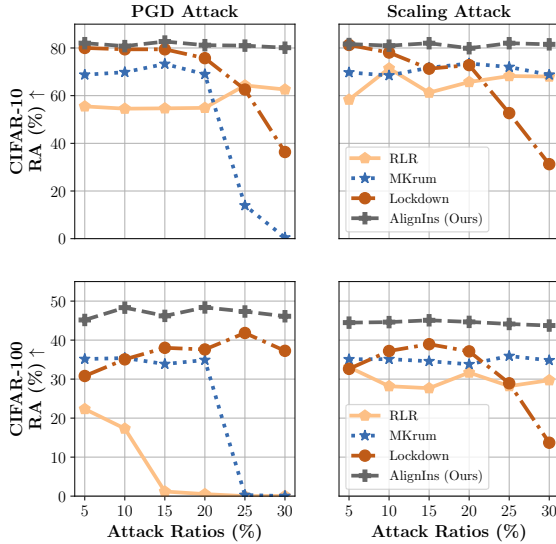 PGD Attack
Scaling Attack
CIFAR-10
RA (%) ↑
80
60
40
20
0
RLR
MKrum
Lockdown
AlignIns (Ours)
CIFAR-100
RA (%) ↑
50
40
30
20
10
0
5 10 15 20 25 30
Attack Ratios (%)
RLR
MKrum
Lockdown
AlignIns (Ours)
5 10 15 20 25 30
Attack Ratios (%)